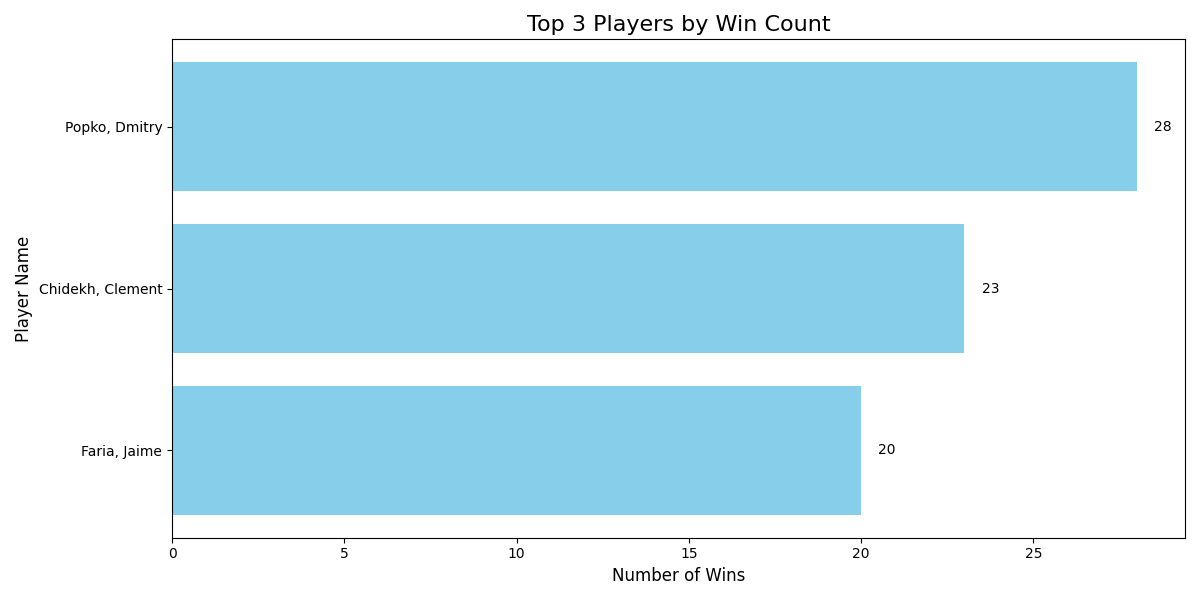 Top 3 Players by Win Count
Player Name
Popko, Dmitry
28
Chidekh, Clement
23
Faria, Jaime
20
0 5 10 15 20 25
Number of Wins